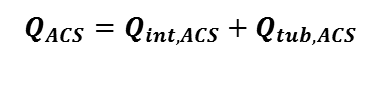 Q_ACS = Q_int,ACS + Q_tub,ACS